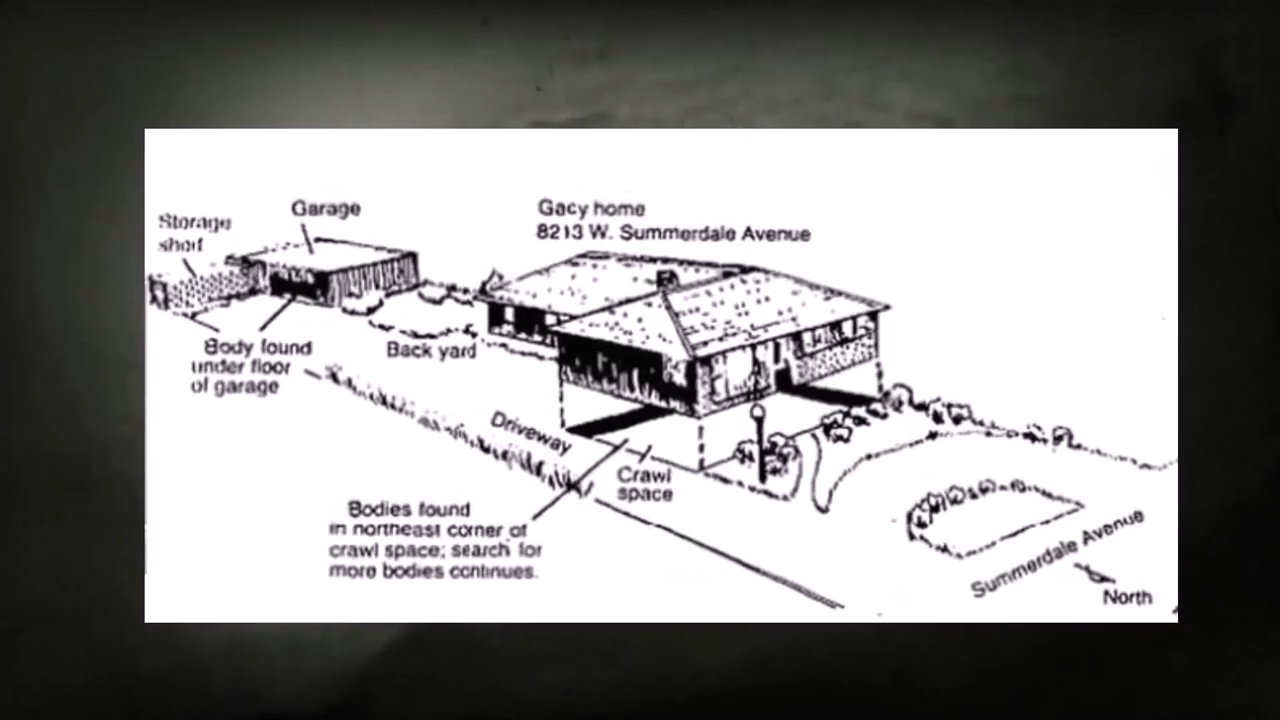 Garage
Storage
shed
Gacy home
8213 W. Summerdale Avenue
Body found
under floor
of garage
Back yard
Driveway
Crawl
space
Bodies found
in northeast corner of
crawl space; search for
more bodies continues.
Summerdale Avenue
North